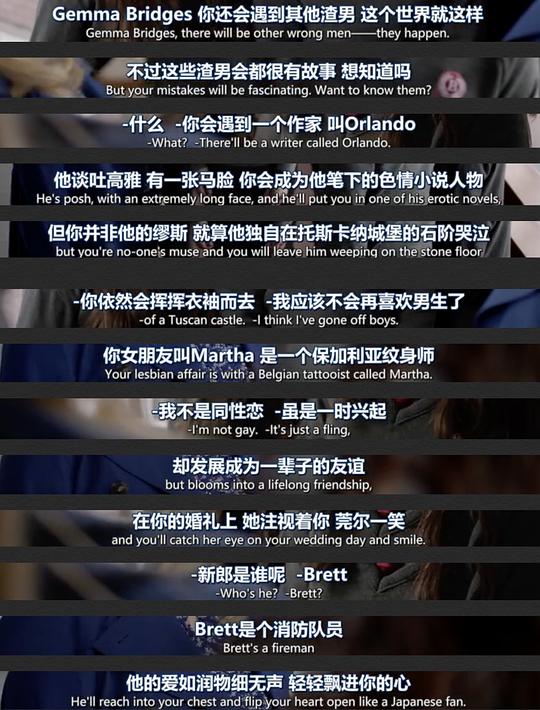 Gemma Bridges 你还会遇到其他渣男 这个世界就这样
Gemma Bridges, there will be other wrong men——they happen.
不过这些渣男会都很有故事 想知道吗
But your mistakes will be fascinating. Want to know them?
-什么 -你会遇到一个作家 叫Orlando
-What? -There'll be a writer called Orlando.
他谈吐高雅 有一张马脸 你会成为他笔下的色情小说人物
He's posh, with an extremely long face, and he'll put you in one of his erotic novels,
但你并非他的缪斯 就算他独自在托斯卡纳城堡的石阶哭泣
but you're no-one's muse and you will leave him weeping on the stone floor
-你依然会挥挥衣袖而去 -我应该不会再喜欢男生了
-of a Tuscan castle. -I think I've gone off boys.
你女朋友叫Martha 是一个保加利亚纹身师
Your lesbian affair is with a Belgian tattooist called Martha.
-我不是同性恋 -虽是一时兴起
-I'm not gay. -It's just a fling,
却发展成为一辈子的友谊
but blooms into a lifelong friendship,
在你的婚礼上 她注视着你 莞尔一笑
and you'll catch her eye on your wedding day and smile.
-新郎是谁呢 -Brett
-Who's he? -Brett?
Brett是个消防队员
Brett's a fireman
他的爱如润物细无声 轻轻飘进你的心
He'll reach into your chest and flip your heart open like a Japanese fan.